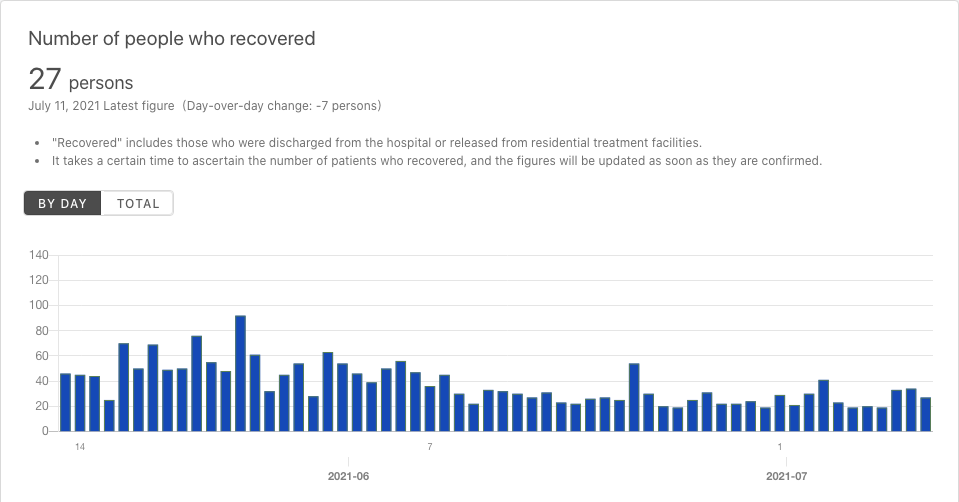 Number of people who recovered
27 persons
July 11, 2021 Latest figure (Day-over-day change: -7 persons)
• "Recovered" includes those who were discharged from the hospital or released from residential treatment facilities.
• It takes a certain time to ascertain the number of patients who recovered, and the figures will be updated as soon as they are confirmed.
BY DAY TOTAL
140
120
100
80
60
40
20
0
14 7 1
2021-06 2021-07